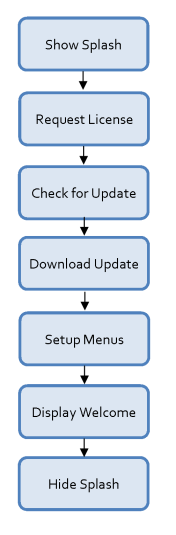 Show Splash
Request License
Check for Update
Download Update
Setup Menus
Display Welcome
Hide Splash